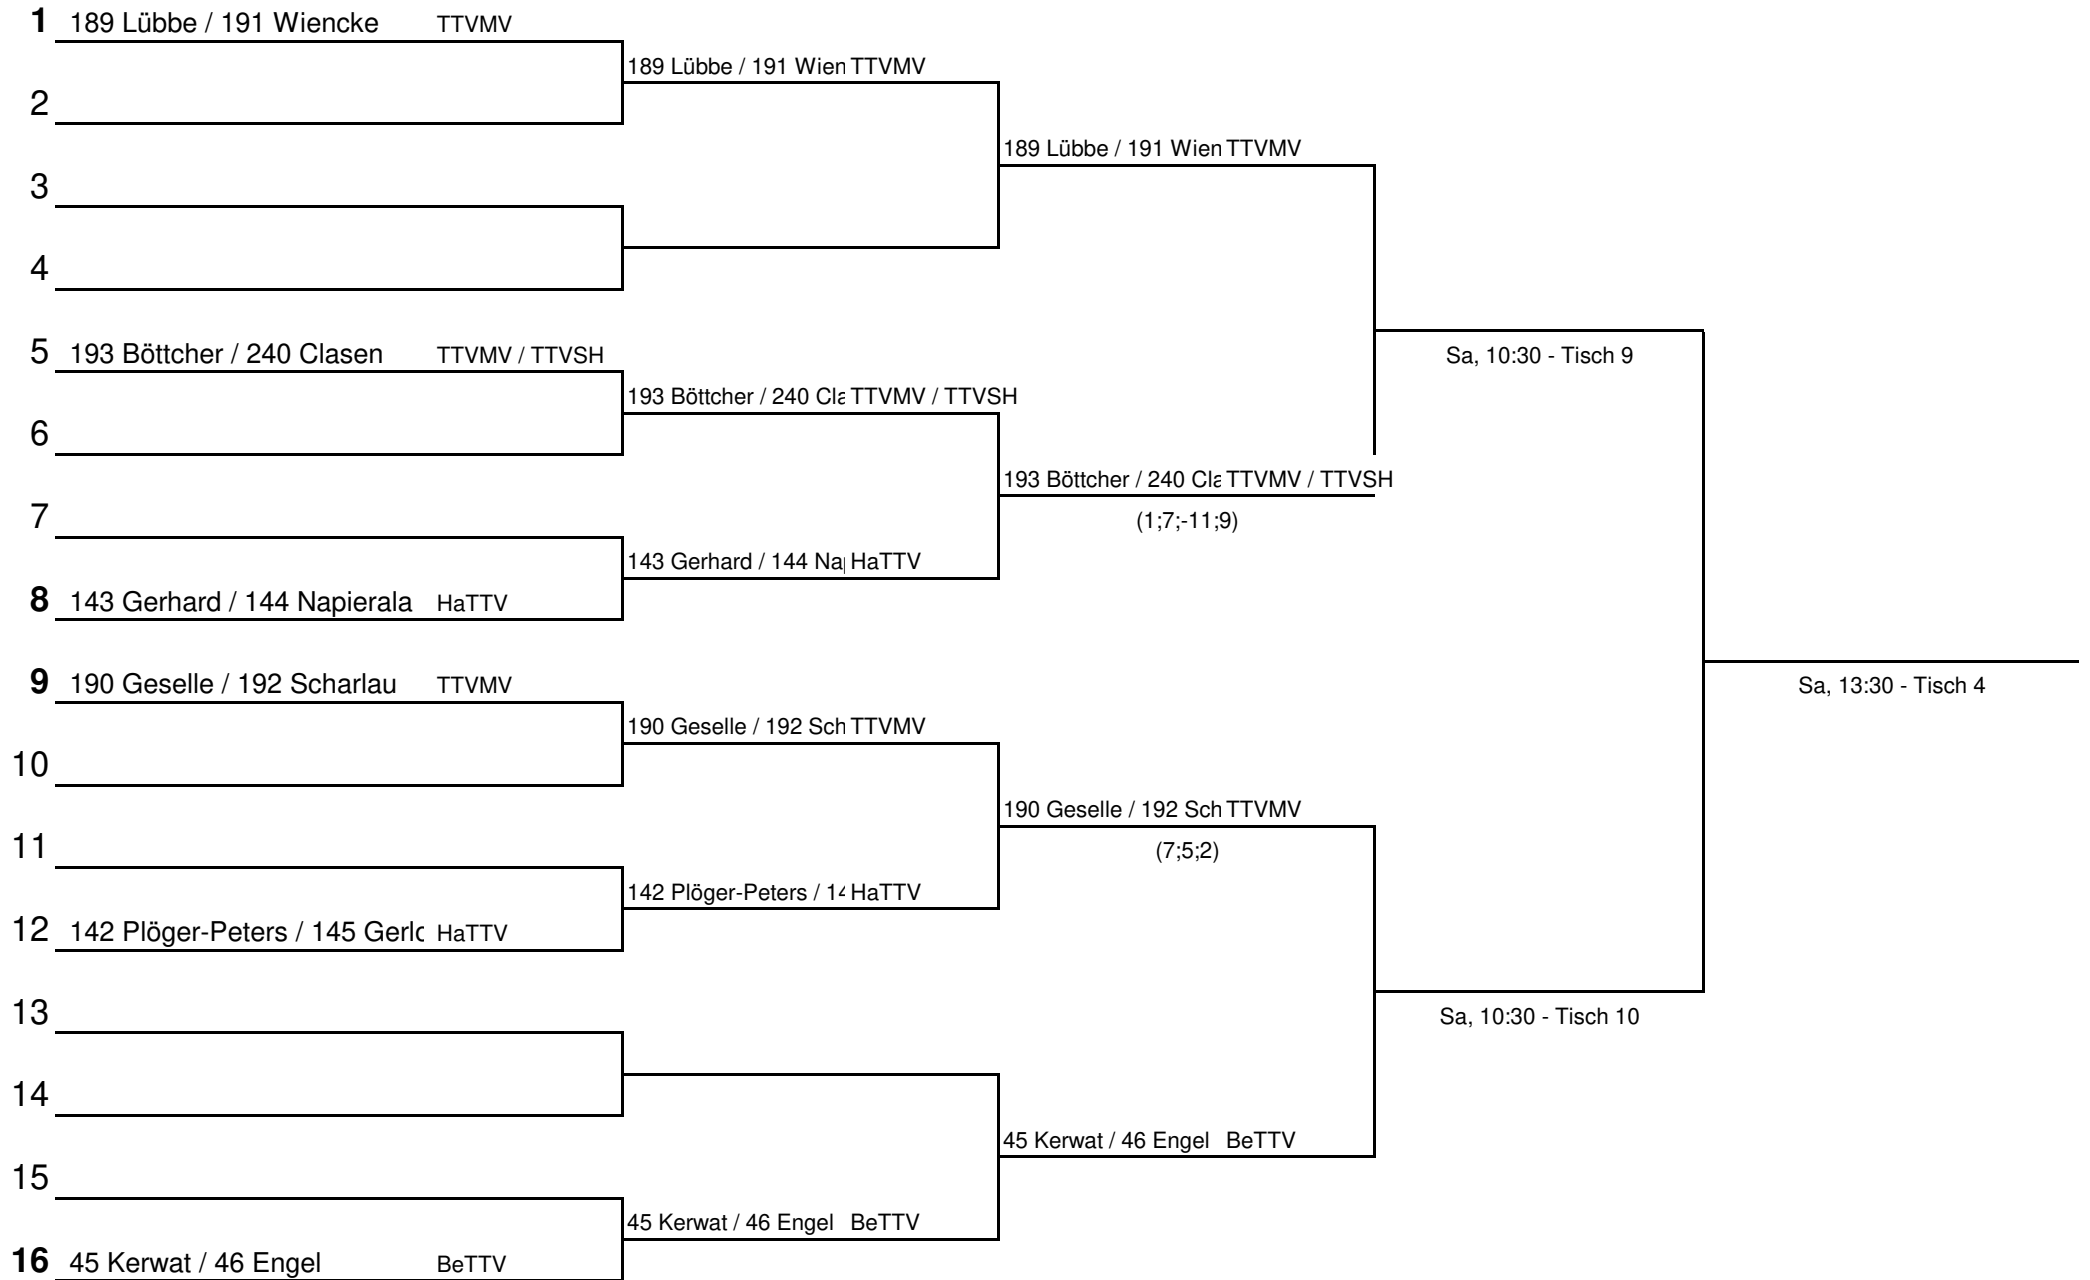 1 189 Lübbe / 191 Wiencke TTVMV
189 Lübbe / 191 Wien TTVMV
2
189 Lübbe / 191 Wien TTVMV
3
4
5 193 Böttcher / 240 Clasen TTVMV / TTVSH
Sa, 10:30 - Tisch 9
193 Böttcher / 240 Cla TTVMV / TTVSH
6
193 Böttcher / 240 Cla TTVMV / TTVSH
7
(1;7;-11;9)
143 Gerhard / 144 Nap HaTTV
8 143 Gerhard / 144 Napierala HaTTV
9 190 Geselle / 192 Scharlau TTVMV
Sa, 13:30 - Tisch 4
190 Geselle / 192 Sch TTVMV
10
190 Geselle / 192 Sch TTVMV
11
(7;5;2)
142 Plöger-Peters / 14 HaTTV
12 142 Plöger-Peters / 145 Gerlo HaTTV
13
Sa, 10:30 - Tisch 10
14
45 Kerwat / 46 Engel BeTTV
15
45 Kerwat / 46 Engel BeTTV
16 45 Kerwat / 46 Engel BeTTV